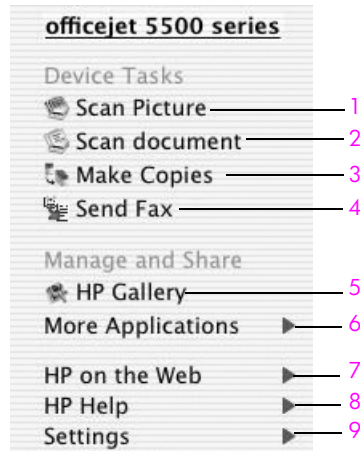 officejet 5500 series
Device Tasks
Scan Picture 1
Scan document 2
Make Copies 3
Send Fax 4
Manage and Share
HP Gallery 5
More Applications 6
HP on the Web 7
HP Help 8
Settings 9